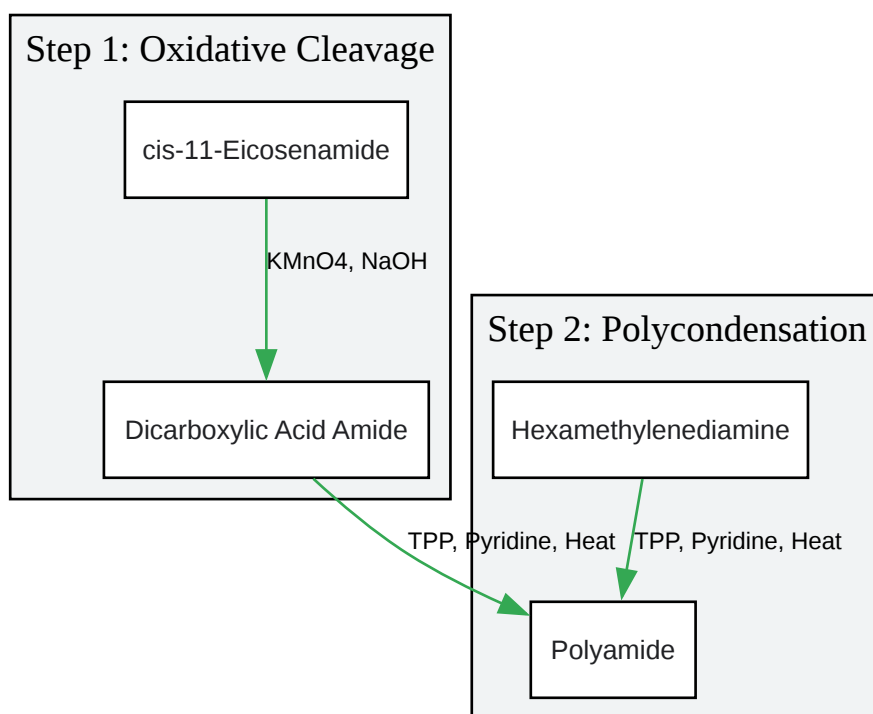 Step 1: Oxidative Cleavage
cis-11-Eicosenamide
KMnO4, NaOH
Dicarboxylic Acid Amide
Step 2: Polycondensation
Hexamethylenediamine
TPP, Pyridine, Heat
TPP, Pyridine, Heat
Polyamide